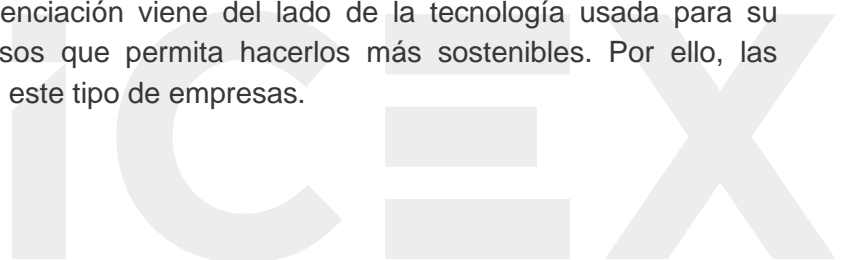 enciación viene del lado de la tecnología usada para su
sos que permita hacerlos más sostenibles. Por ello, las
este tipo de empresas.
ICEX